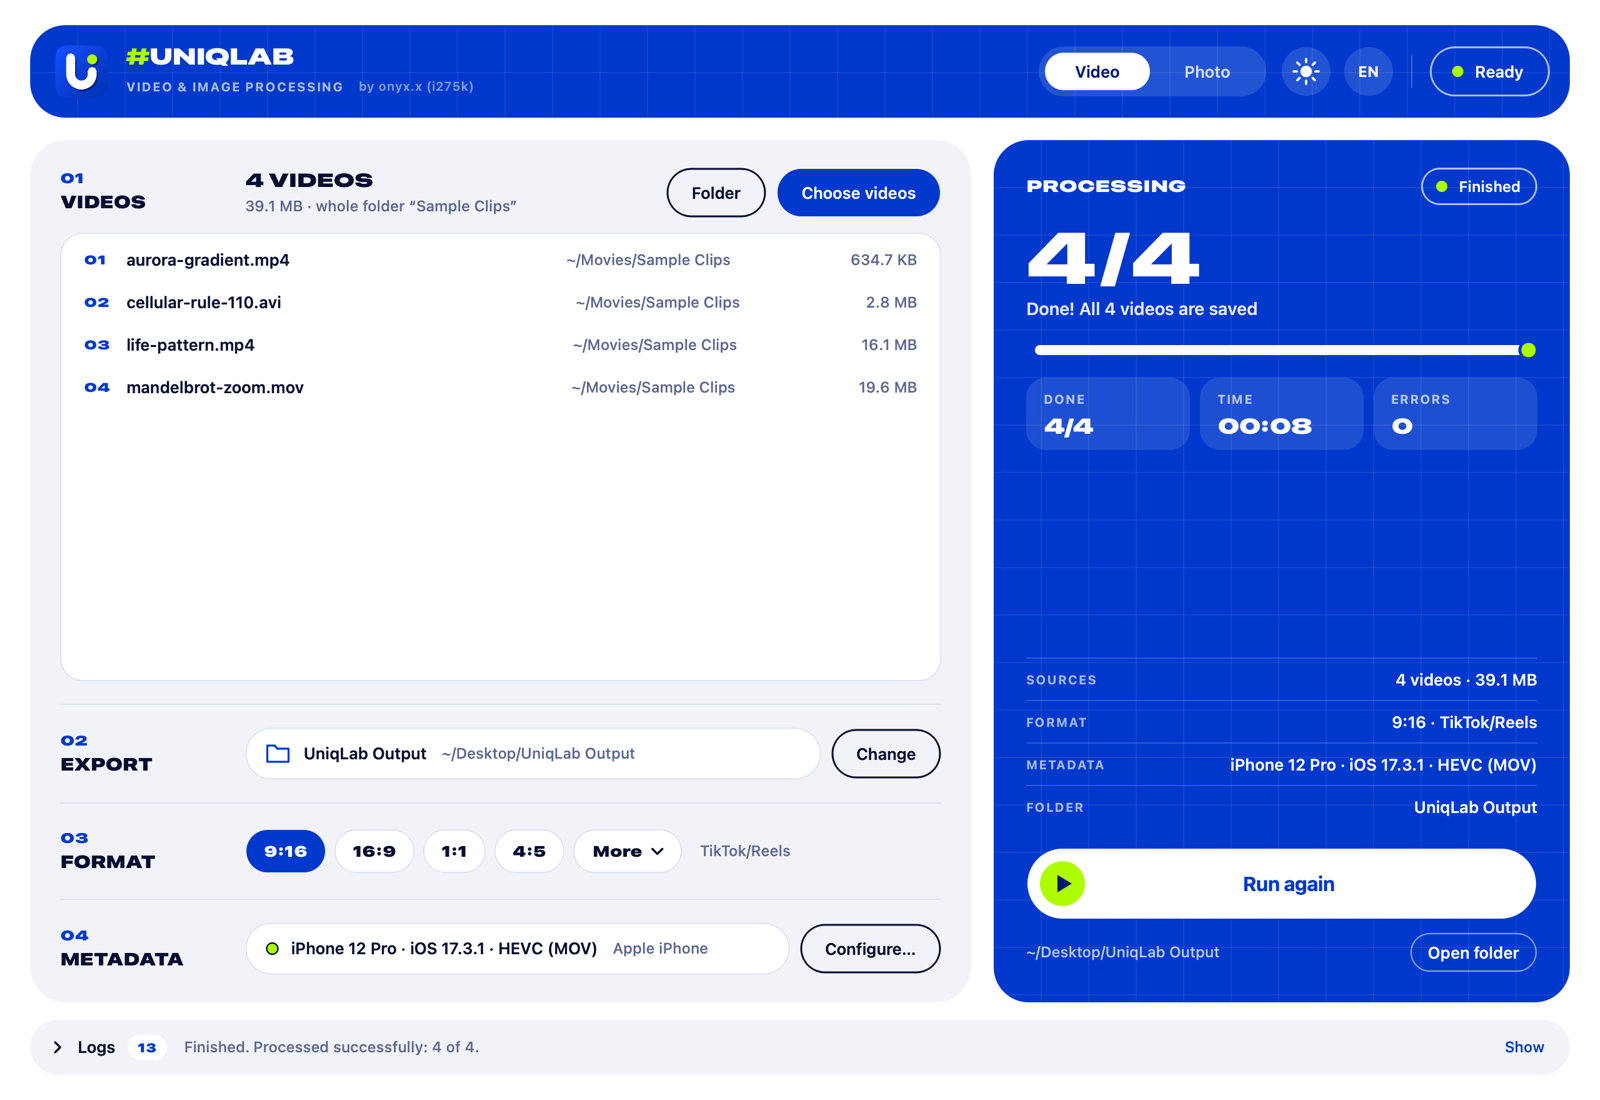 #UNIQLAB
VIDEO & IMAGE PROCESSING by onyx.x (i275k)
Video Photo EN Ready
01
VIDEOS
4 VIDEOS
39.1 MB · whole folder “Sample Clips”
Folder Choose videos
01 aurora-gradient.mp4 ~/Movies/Sample Clips 634.7 KB
02 cellular-rule-110.avi ~/Movies/Sample Clips 2.8 MB
03 life-pattern.mp4 ~/Movies/Sample Clips 16.1 MB
04 mandelbrot-zoom.mov ~/Movies/Sample Clips 19.6 MB
02
EXPORT
UniqLab Output ~/Desktop/UniqLab Output Change
03
FORMAT
9:16 16:9 1:1 4:5 More TikTok/Reels
04
METADATA
iPhone 12 Pro · iOS 17.3.1 · HEVC (MOV) Apple iPhone Configure...
PROCESSING Finished
4/4
Done! All 4 videos are saved
DONE TIME ERRORS
4/4 00:08 0
SOURCES 4 videos · 39.1 MB
FORMAT 9:16 · TikTok/Reels
METADATA iPhone 12 Pro · iOS 17.3.1 · HEVC (MOV)
FOLDER UniqLab Output
Run again
~/Desktop/UniqLab Output Open folder
Logs 13 Finished. Processed successfully: 4 of 4. Show